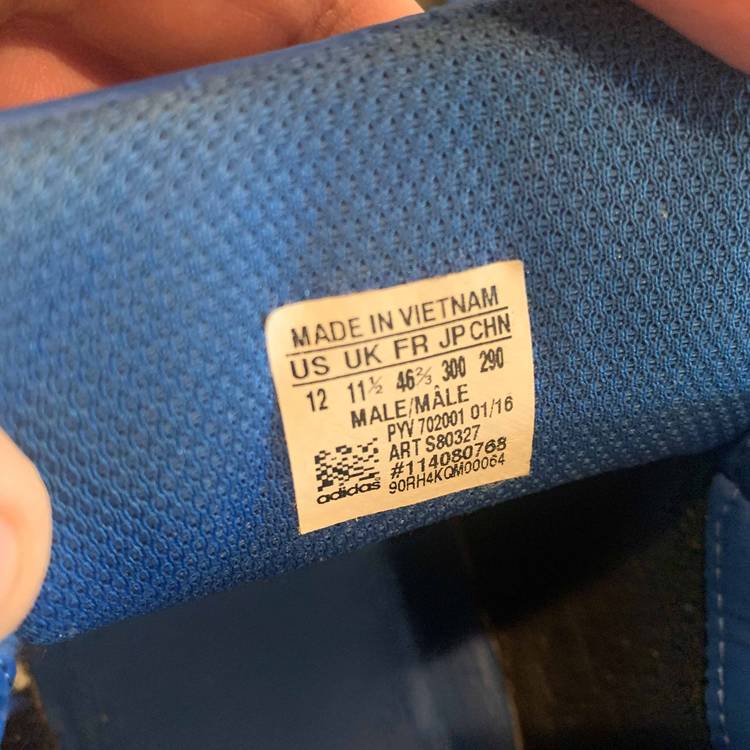 MADE IN VIETNAM
US UK FR JP CHN
12 11½ 46⅔ 300 290
MALE/MÂLE
PYV 702001 01/16
ART S80327
#114080768
adidas 90RH4KQM00064